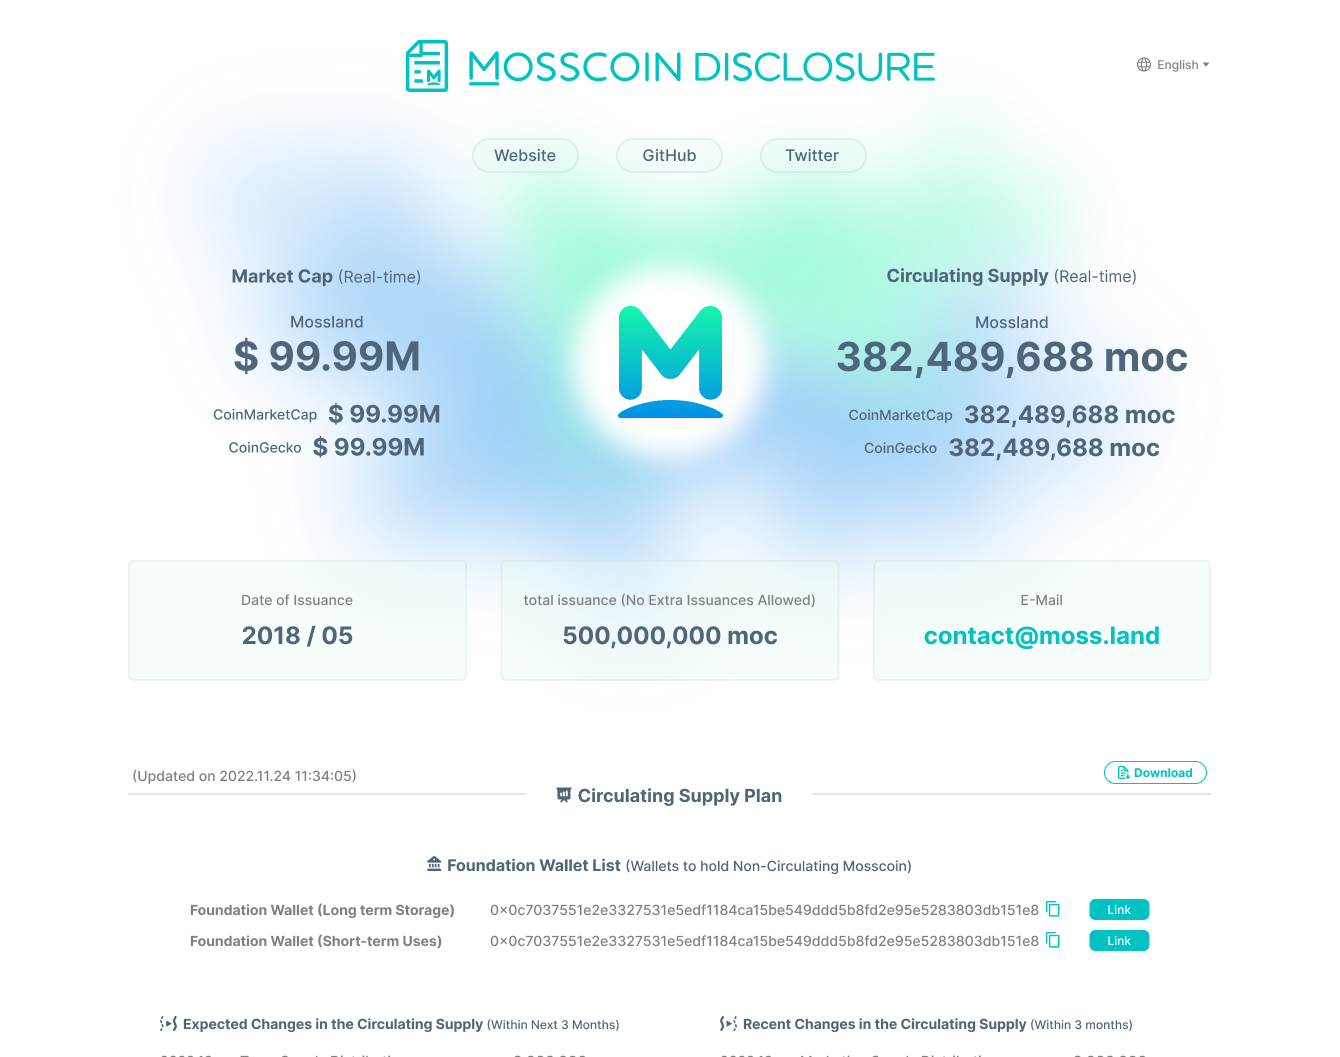 MOSSCOIN DISCLOSURE
English
Website GitHub Twitter
Market Cap (Real-time)
Mossland
$ 99.99M
CoinMarketCap $ 99.99M
CoinGecko $ 99.99M
Circulating Supply (Real-time)
Mossland
382,489,688 moc
CoinMarketCap 382,489,688 moc
CoinGecko 382,489,688 moc
Date of Issuance
2018 / 05
total issuance (No Extra Issuances Allowed)
500,000,000 moc
E-Mail
contact@moss.land
(Updated on 2022.11.24 11:34:05)
Download
Circulating Supply Plan
Foundation Wallet List (Wallets to hold Non-Circulating Mosscoin)
Foundation Wallet (Long term Storage) 0x0c7037551e2e3327531e5edf1184ca15be549ddd5b8fd2e95e5283803db151e8 Link
Foundation Wallet (Short-term Uses) 0x0c7037551e2e3327531e5edf1184ca15be549ddd5b8fd2e95e5283803db151e8 Link
Expected Changes in the Circulating Supply (Within Next 3 Months)
Recent Changes in the Circulating Supply (Within 3 months)